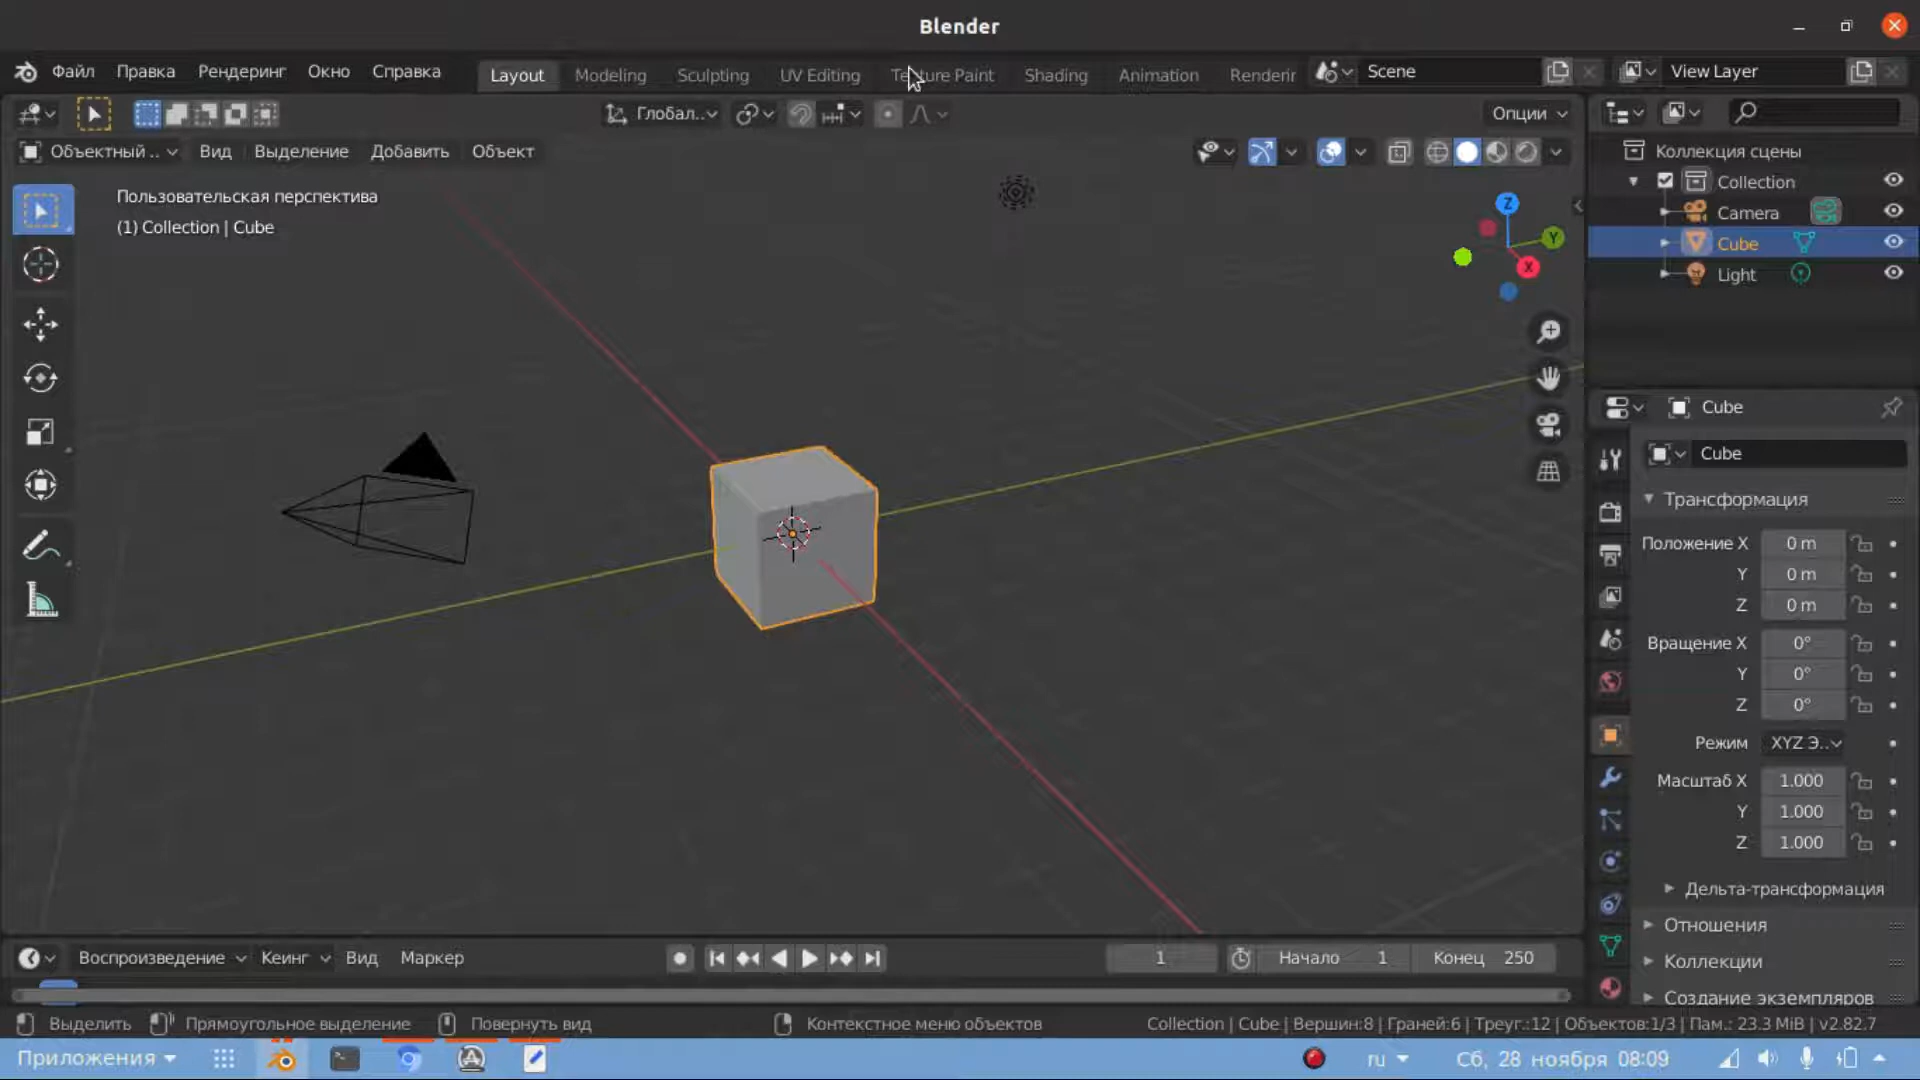 Blender
Файл Правка Рендеринг Окно Справка Layout Modeling Sculpting UV Editing Texture Paint Shading Animation Renderir Scene View Layer
Глобал.. Опции
Объектный .. Вид Выделение Добавить Объект
Пользовательская перспектива
(1) Collection | Cube
Z
Y
X
Коллекция сцены
Collection
Camera
Cube
Light
Cube
Cube
Трансформация
Положение X 0 m
Y 0 m
Z 0 m
Вращение X 0°
Y 0°
Z 0°
Режим XYZ Э..
Масштаб X 1.000
Y 1.000
Z 1.000
Дельта-трансформация
Отношения
Коллекции
Создание экземпляров
Воспроизведение Кеинг Вид Маркер 1 Начало 1 Конец 250
Выделить Прямоугольное выделение Повернуть вид Контекстное меню объектов Collection | Cube | Вершин:8 | Граней:6 | Треуг.:12 | Объектов:1/3 | Пам.: 23.3 MiB | v2.82.7
Приложения ru Сб, 28 ноября 08:09